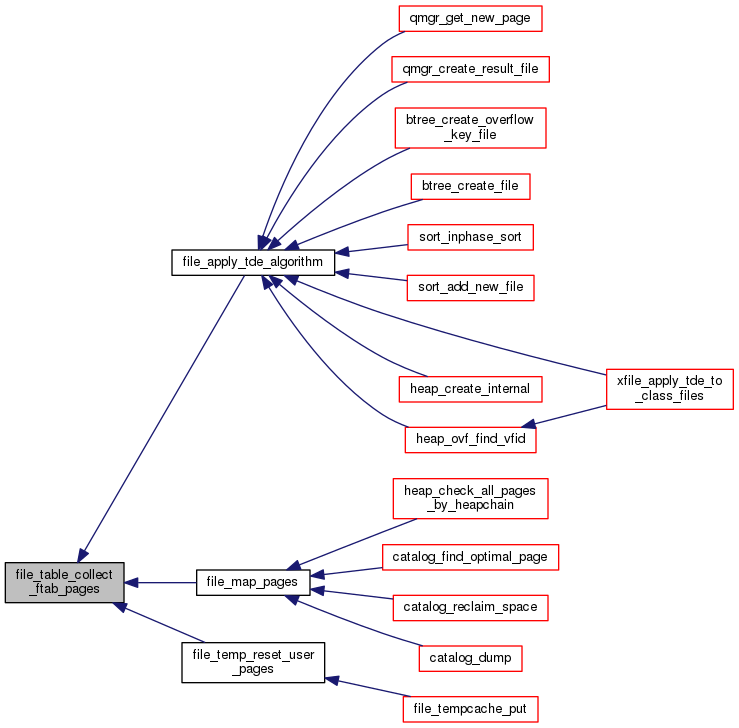 qmgr_get_new_page
qmgr_create_result_file
btree_create_overflow
_key_file
btree_create_file
sort_inphase_sort
file_apply_tde_algorithm
sort_add_new_file
xfile_apply_tde_to
_class_files
heap_create_internal
heap_ovf_find_vfid
heap_check_all_pages
_by_heapchain
catalog_find_optimal_page
file_table_collect
_ftab_pages
file_map_pages
catalog_reclaim_space
file_temp_reset_user
_pages
catalog_dump
file_tempcache_put